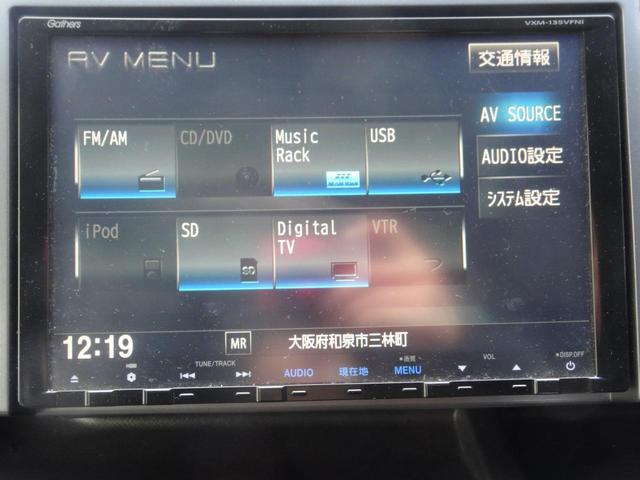 Gathers
VXM-135VFNi
AV MENU
交通情報
FM/AM
CD/DVD
Music Rack
USB
AV SOURCE
AUDIO設定
システム設定
iPod
SD
Digital TV
VTR
SD
12:19
MR
大阪府和泉市三林町
TUNE/TRACK
AUDIO
現在地
●画質
MENU
VOL
●DISP.OFF